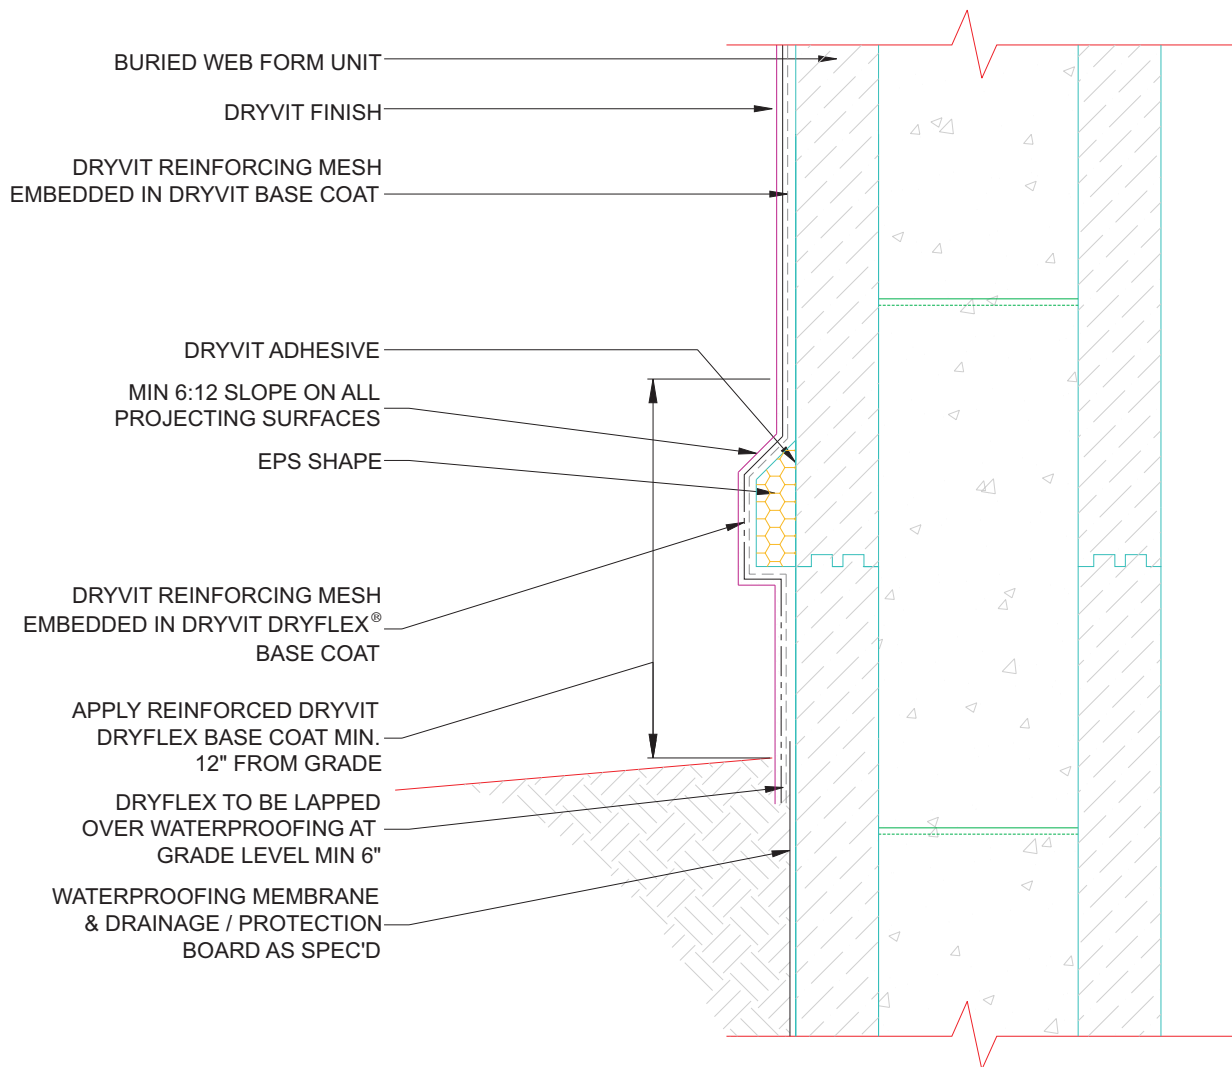 BURIED WEB FORM UNIT
DRYVIT FINISH
DRYVIT REINFORCING MESH
EMBEDDED IN DRYVIT BASE COAT
DRYVIT ADHESIVE
MIN 6:12 SLOPE ON ALL
PROJECTING SURFACES
EPS SHAPE
DRYVIT REINFORCING MESH
EMBEDDED IN DRYVIT DRYFLEX®
BASE COAT
APPLY REINFORCED DRYVIT
DRYFLEX BASE COAT MIN.
12" FROM GRADE
DRYFLEX TO BE LAPPED
OVER WATERPROOFING AT
GRADE LEVEL MIN 6"
WATERPROOFING MEMBRANE
& DRAINAGE / PROTECTION
BOARD AS SPEC'D